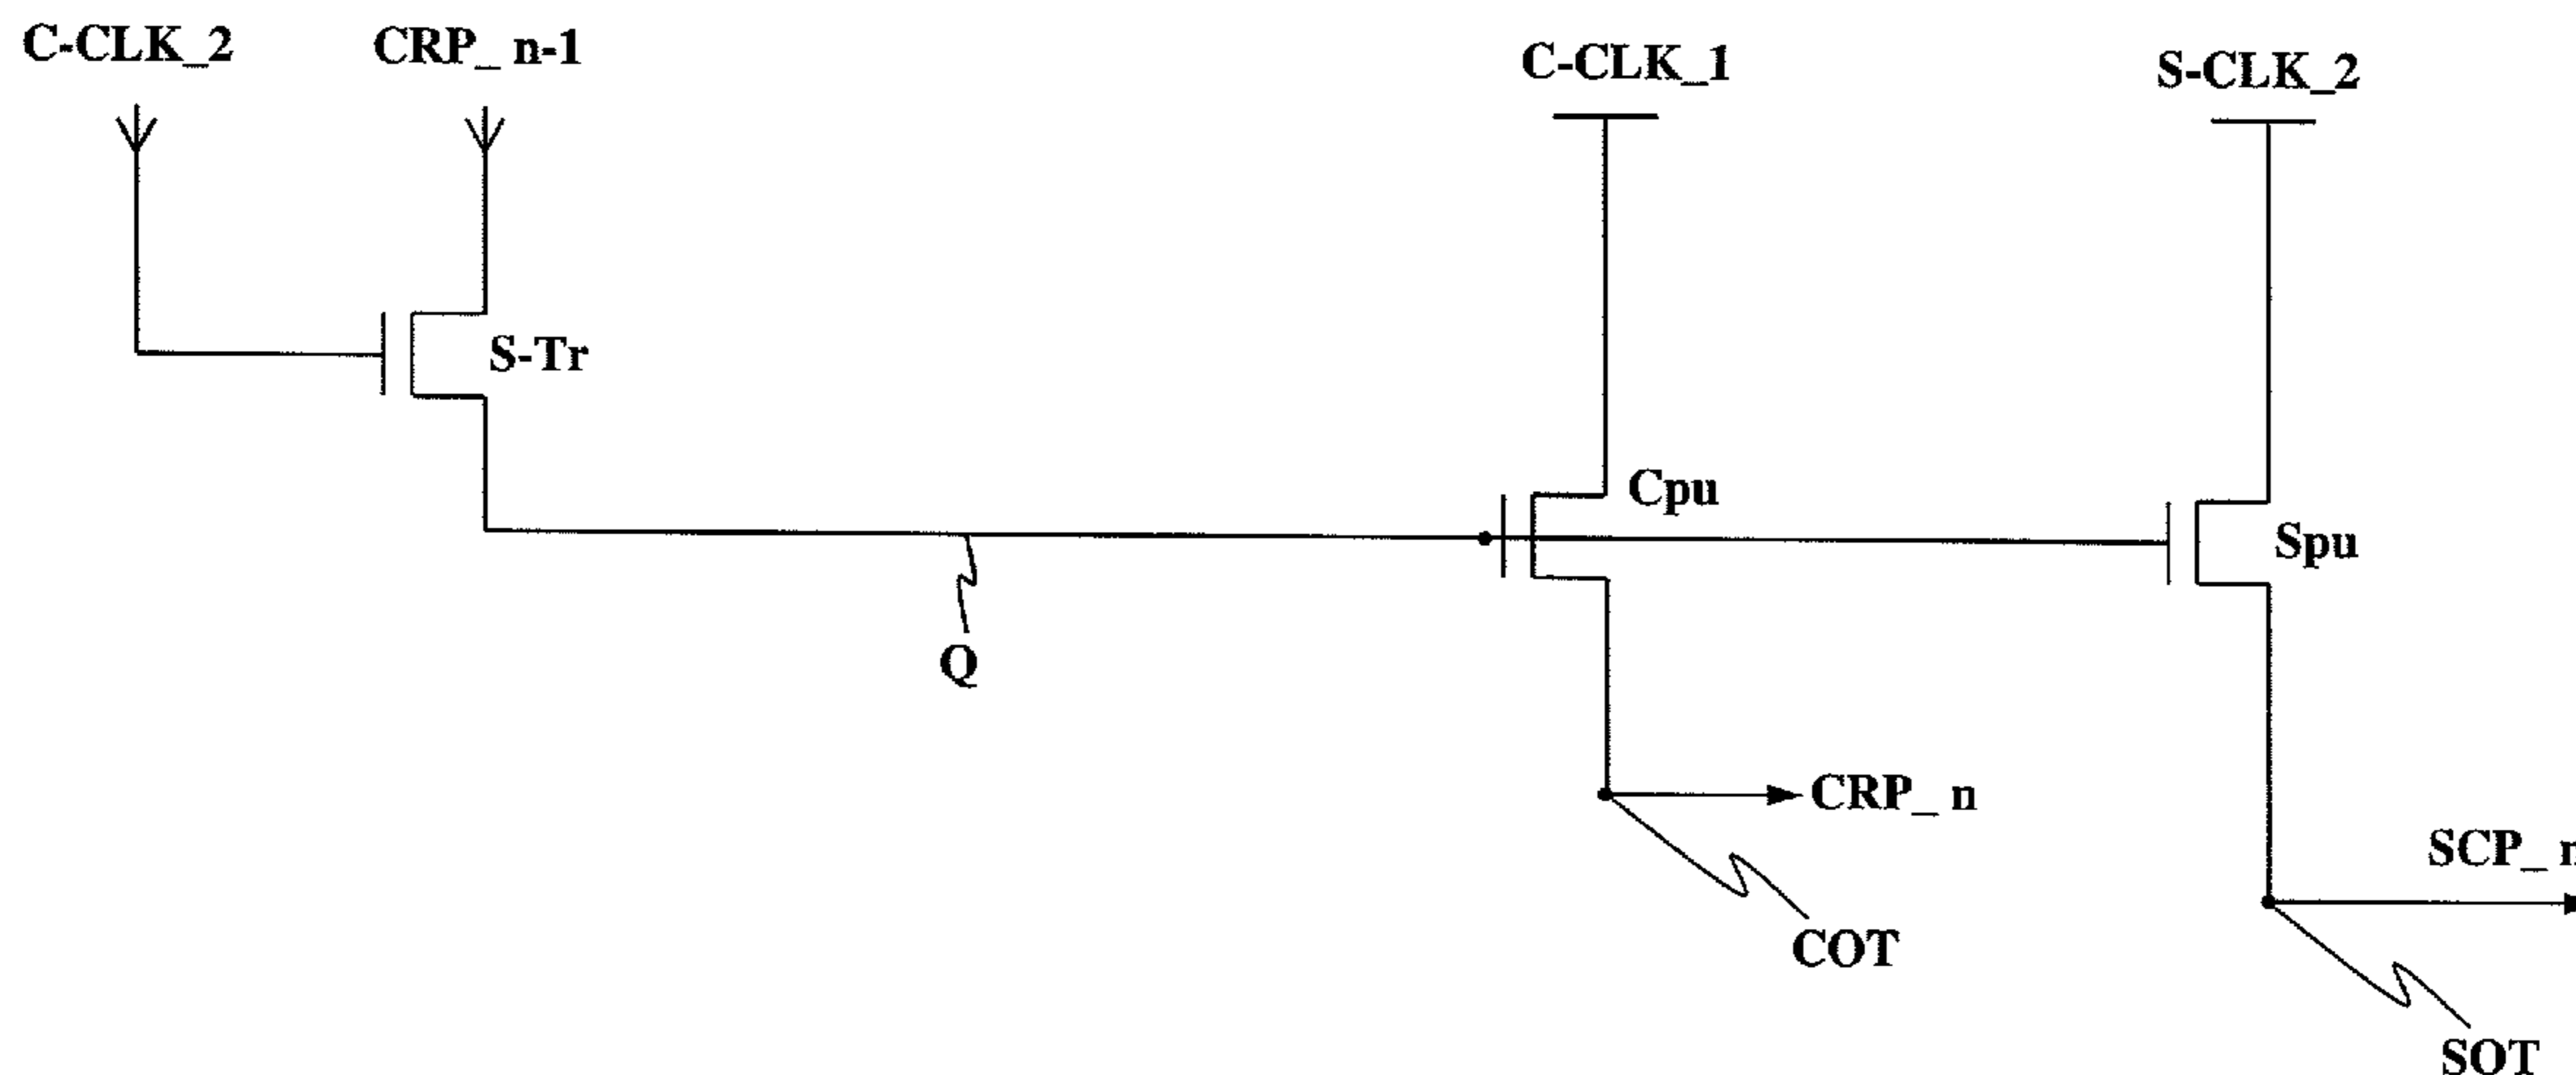 C-CLK_2
CRP_ n-1
C-CLK_1
S-CLK_2
S-Tr
Cpu
Spu
Q
CRP_ n
SCP_ n
COT
SOT